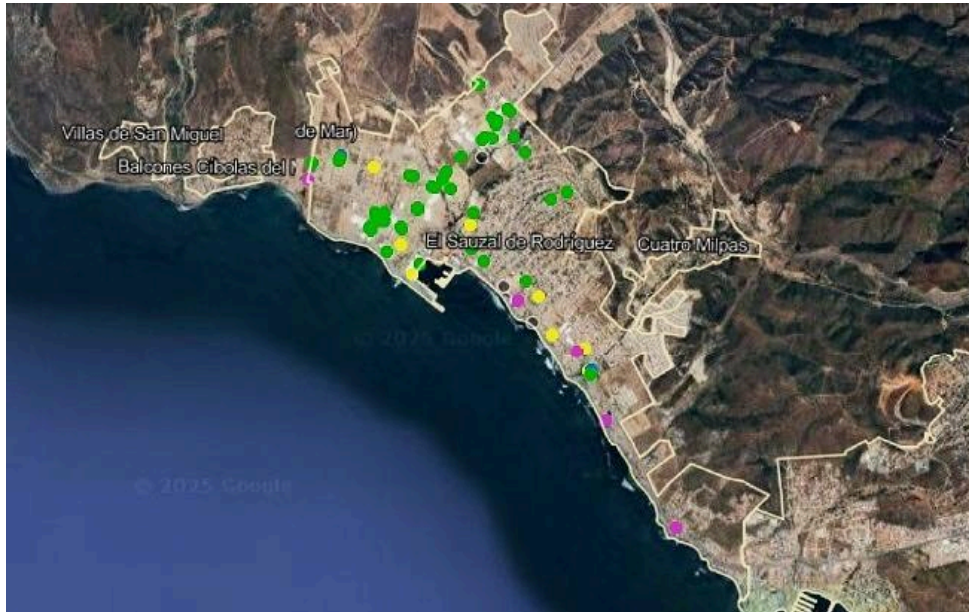 Villas de San Miguel
de Mar)
Balcones Cibolas del M
El Sauzal de Rodríguez
Cuatro Milpas
© 2025 Google
© 2025 Google